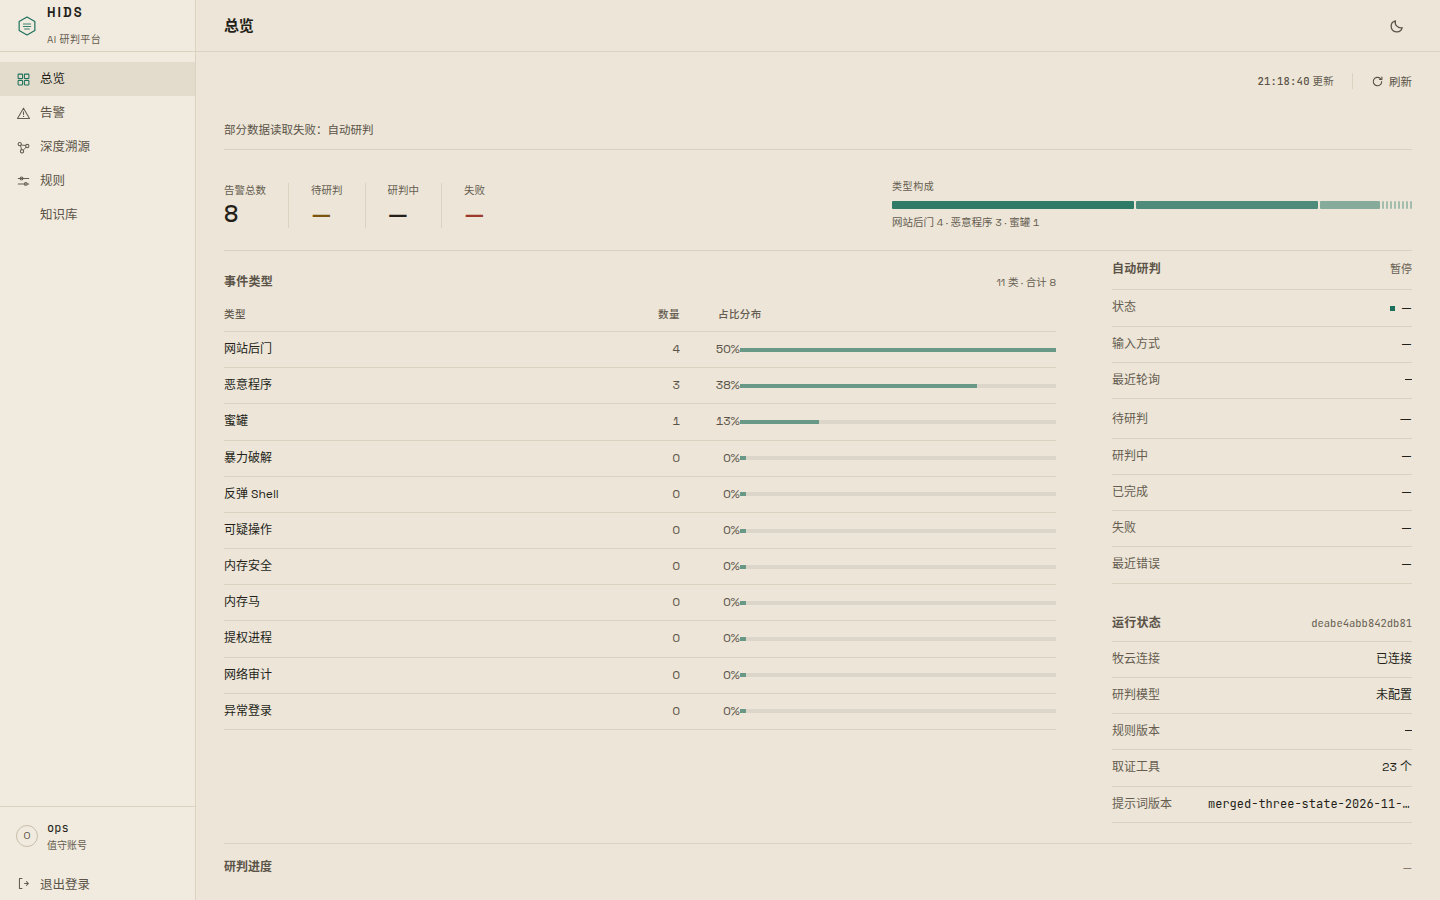 HIDS
AI 研判平台
总览
告警
深度溯源
规则
知识库
ops
值守账号
O
退出登录
总览
21:18:40 更新
刷新
部分数据读取失败：自动研判
告警总数
8
待研判
—
研判中
—
失败
—
类型构成
网站后门 4 · 恶意程序 3 · 蜜罐 1
事件类型
11 类 · 合计 8
类型 数量 占比 分布
网站后门 4 50%
恶意程序 3 38%
蜜罐 1 13%
暴力破解 0 0%
反弹 Shell 0 0%
可疑操作 0 0%
内存安全 0 0%
内存马 0 0%
提权进程 0 0%
网络审计 0 0%
异常登录 0 0%
自动研判 暂停
状态 —
输入方式 —
最近轮询 –
待研判 —
研判中 —
已完成 —
失败 —
最近错误 —
运行状态 deabe4abb842db81
牧云连接 已连接
研判模型 未配置
规则版本 –
取证工具 23 个
提示词版本 merged-three-state-2026-11-…
研判进度 —